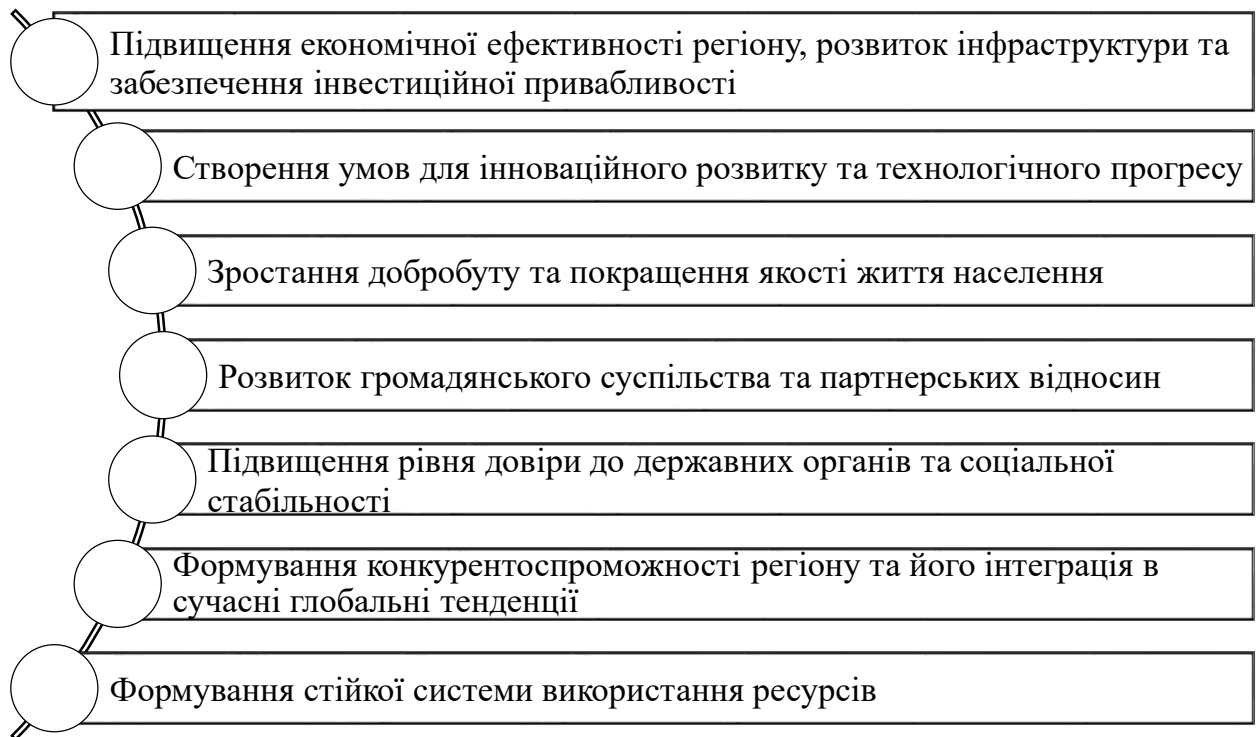 Підвищення економічної ефективності регіону, розвиток інфраструктури та
забезпечення інвестиційної привабливості
Створення умов для інноваційного розвитку та технологічного прогресу
Зростання добробуту та покращення якості життя населення
Розвиток громадянського суспільства та партнерських відносин
Підвищення рівня довіри до державних органів та соціальної
стабільності
Формування конкурентоспроможності регіону та його інтеграція в
сучасні глобальні тенденції
Формування стійкої системи використання ресурсів